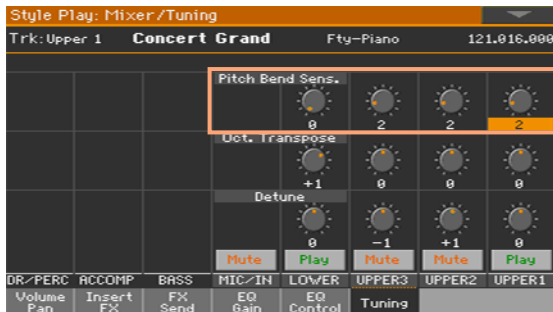 Style Play: Mixer/Tuning
Trk: Upper 1 Concert Grand Fty-Piano 121.016.000
Pitch Bend Sens.
0 2 2 2
Oct. Transpose
+1 0 0 0
Detune
0 -1 +1 0
Mute Play Mute Mute Play
DR/PERC ACCOMP BASS MIC/IN LOWER UPPER3 UPPER2 UPPER1
Volume Pan Insert FX FX Send EQ Gain EQ Control Tuning